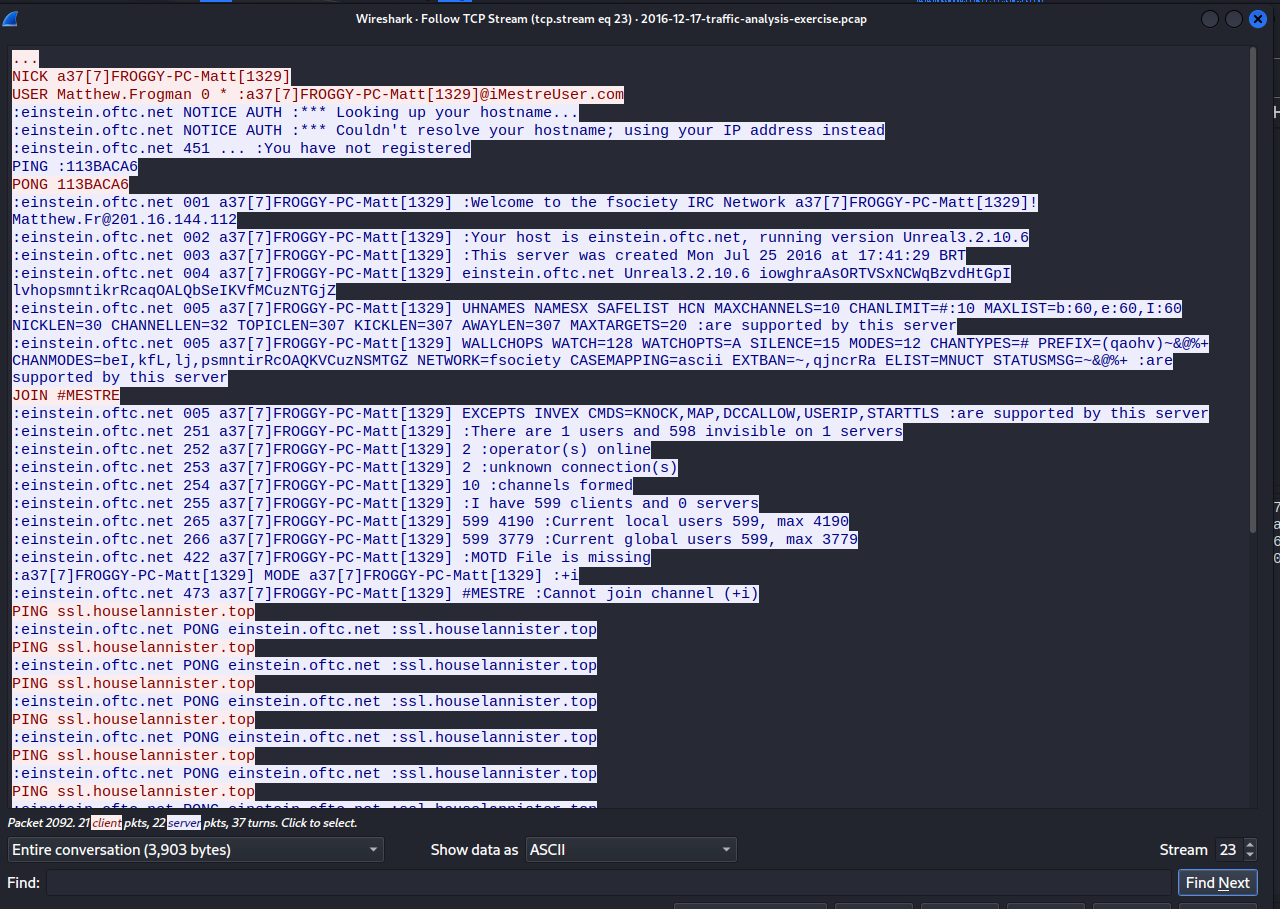 Wireshark · Follow TCP Stream (tcp.stream eq 23) · 2016-12-17-traffic-analysis-exercise.pcap
...
NICK a37[7]FROGGY-PC-Matt[1329]
USER Matthew.Frogman 0 * :a37[7]FROGGY-PC-Matt[1329]@iMestreUser.com
:einstein.oftc.net NOTICE AUTH :*** Looking up your hostname...
:einstein.oftc.net NOTICE AUTH :*** Couldn't resolve your hostname; using your IP address instead
:einstein.oftc.net 451 ... :You have not registered
PING :113BACA6
PONG 113BACA6
:einstein.oftc.net 001 a37[7]FROGGY-PC-Matt[1329] :Welcome to the fsociety IRC Network a37[7]FROGGY-PC-Matt[1329]!
Matthew.Fr@201.16.144.112
:einstein.oftc.net 002 a37[7]FROGGY-PC-Matt[1329] :Your host is einstein.oftc.net, running version Unreal3.2.10.6
:einstein.oftc.net 003 a37[7]FROGGY-PC-Matt[1329] :This server was created Mon Jul 25 2016 at 17:41:29 BRT
:einstein.oftc.net 004 a37[7]FROGGY-PC-Matt[1329] einstein.oftc.net Unreal3.2.10.6 iowghraAsORTVSxNCWqBzvdHtGpI
lvhopsmntikrRcaqOALQbSeIKVfMCuzNTGjZ
:einstein.oftc.net 005 a37[7]FROGGY-PC-Matt[1329] UHNAMES NAMESX SAFELIST HCN MAXCHANNELS=10 CHANLIMIT=#:10 MAXLIST=b:60,e:60,I:60
NICKLEN=30 CHANNELLEN=32 TOPICLEN=307 KICKLEN=307 AWAYLEN=307 MAXTARGETS=20 :are supported by this server
:einstein.oftc.net 005 a37[7]FROGGY-PC-Matt[1329] WALLCHOPS WATCH=128 WATCHOPTS=A SILENCE=15 MODES=12 CHANTYPES=# PREFIX=(qaohv)~&@%+
CHANMODES=beI,kfL,lj,psmntirRcOAQKVCuzNSMTGZ NETWORK=fsociety CASEMAPPING=ascii EXTBAN=~,qjncrRa ELIST=MNUCT STATUSMSG=~&@%+ :are
supported by this server
JOIN #MESTRE
:einstein.oftc.net 005 a37[7]FROGGY-PC-Matt[1329] EXCEPTS INVEX CMDS=KNOCK,MAP,DCCALLOW,USERIP,STARTTLS :are supported by this server
:einstein.oftc.net 251 a37[7]FROGGY-PC-Matt[1329] :There are 1 users and 598 invisible on 1 servers
:einstein.oftc.net 252 a37[7]FROGGY-PC-Matt[1329] 2 :operator(s) online
:einstein.oftc.net 253 a37[7]FROGGY-PC-Matt[1329] 2 :unknown connection(s)
:einstein.oftc.net 254 a37[7]FROGGY-PC-Matt[1329] 10 :channels formed
:einstein.oftc.net 255 a37[7]FROGGY-PC-Matt[1329] :I have 599 clients and 0 servers
:einstein.oftc.net 265 a37[7]FROGGY-PC-Matt[1329] 599 4190 :Current local users 599, max 4190
:einstein.oftc.net 266 a37[7]FROGGY-PC-Matt[1329] 599 3779 :Current global users 599, max 3779
:einstein.oftc.net 422 a37[7]FROGGY-PC-Matt[1329] :MOTD File is missing
:a37[7]FROGGY-PC-Matt[1329] MODE a37[7]FROGGY-PC-Matt[1329] :+i
:einstein.oftc.net 473 a37[7]FROGGY-PC-Matt[1329] #MESTRE :Cannot join channel (+i)
PING ssl.houselannister.top
:einstein.oftc.net PONG einstein.oftc.net :ssl.houselannister.top
PING ssl.houselannister.top
:einstein.oftc.net PONG einstein.oftc.net :ssl.houselannister.top
PING ssl.houselannister.top
:einstein.oftc.net PONG einstein.oftc.net :ssl.houselannister.top
PING ssl.houselannister.top
:einstein.oftc.net PONG einstein.oftc.net :ssl.houselannister.top
PING ssl.houselannister.top
:einstein.oftc.net PONG einstein.oftc.net :ssl.houselannister.top
PING ssl.houselannister.top
:einstein.oftc.net PONG einstein.oftc.net :ssl.houselannister.top
Packet 2092. 21 client pkts, 22 server pkts, 37 turns. Click to select.
Entire conversation (3,903 bytes) Show data as ASCII Stream 23
Find: Find Next